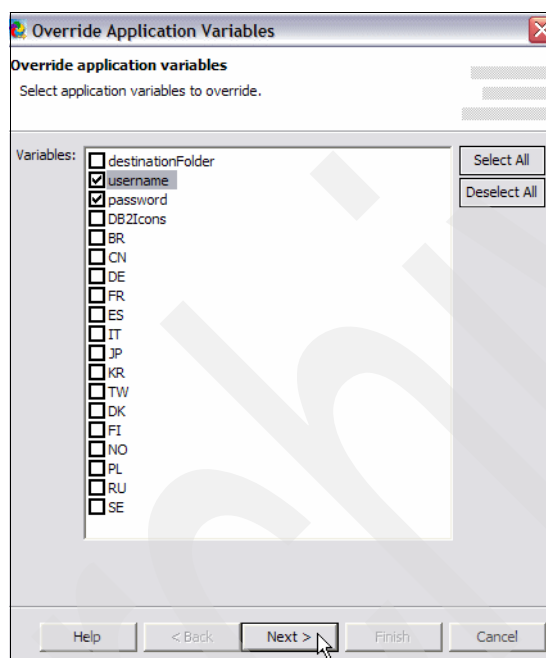 Override Application Variables
Override application variables
Select application variables to override.
Variables:
destinationFolder
username
password
DB2Icons
BR
CN
DE
FR
ES
IT
JP
KR
TW
DK
FI
NO
PL
RU
SE
Select All
Deselect All
Help
< Back
Next >
Finish
Cancel